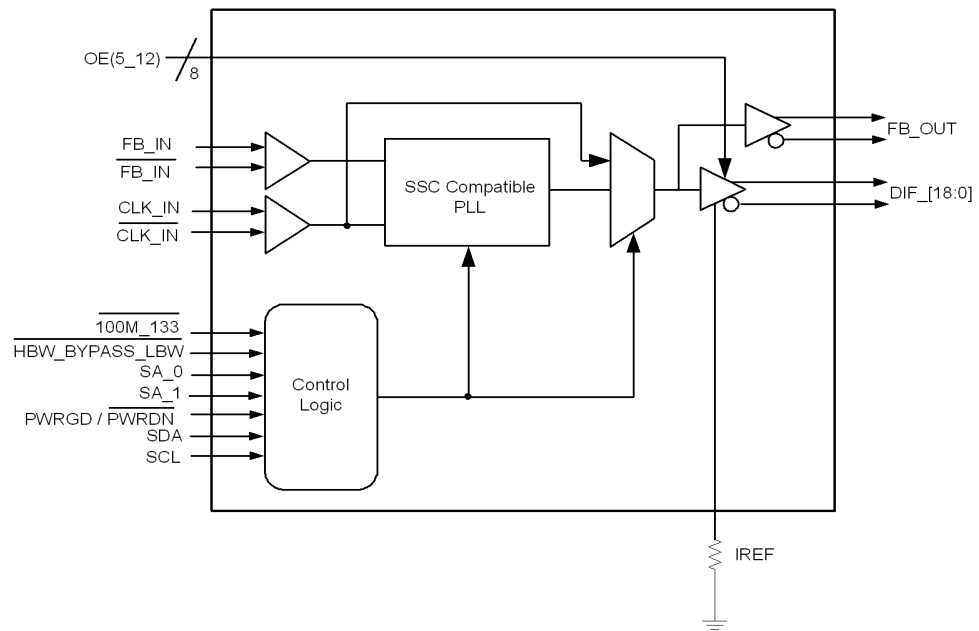 OE(5_12)
8
FB_IN
FB_IN
CLK_IN
CLK_IN
SSC Compatible
PLL
FB_OUT
DIF_[18:0]
100M_133
HBW_BYPASS_LBW
SA_0
SA_1
PWRGD / PWRDN
SDA
SCL
Control
Logic
IREF